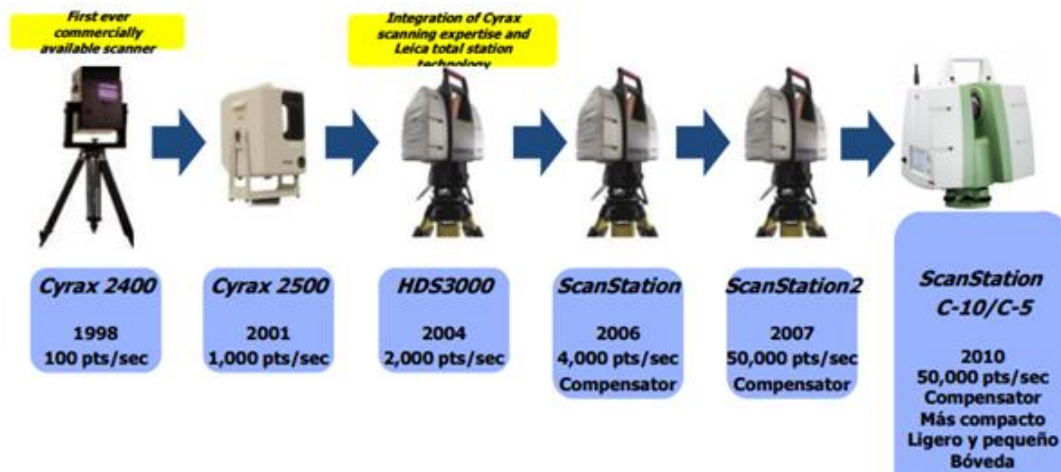 First ever
commercially
available scanner
Integration of Cyrax
scanning expertise and
Leica total station
technology
Cyrax 2400
1998
100 pts/sec
Cyrax 2500
2001
1,000 pts/sec
HDS3000
2004
2,000 pts/sec
ScanStation
2006
4,000 pts/sec
Compensator
ScanStation2
2007
50,000 pts/sec
Compensator
ScanStation
C-10/C-5
2010
50,000 pts/sec
Compensator
Más compacto
Ligero y pequeño
Bóveda